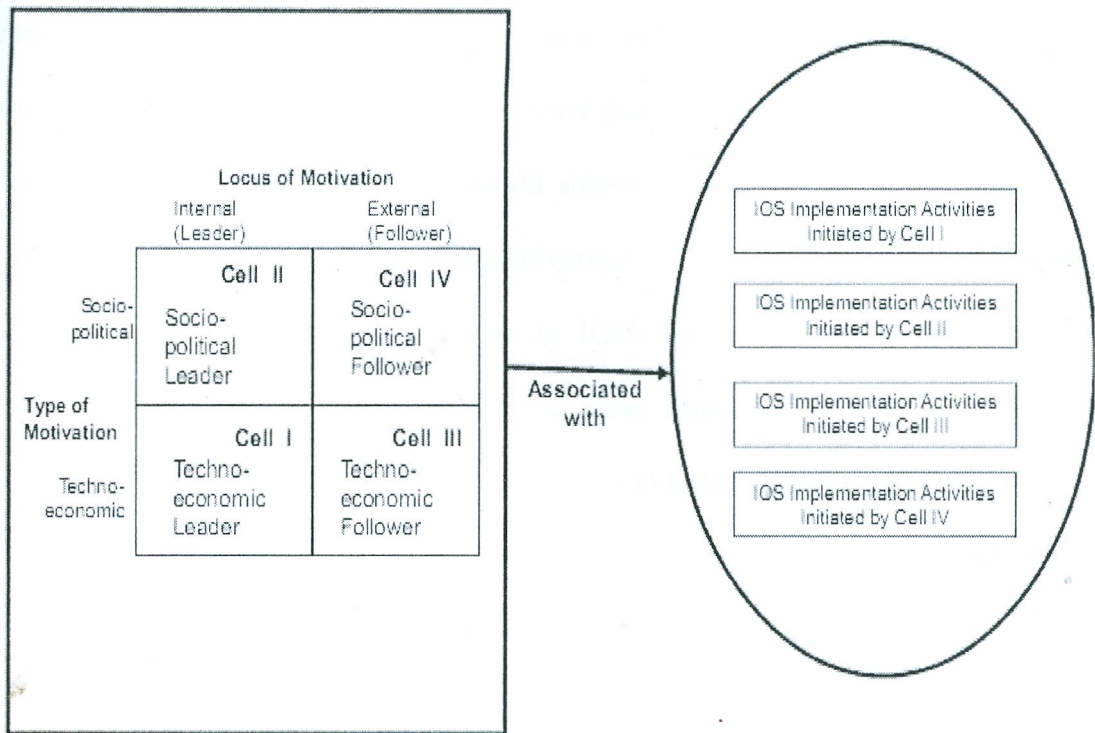 Locus of Motivation
Internal
(Leader)
External
(Follower)
Socio-
political
Cell II
Socio-
political
Leader
Cell IV
Socio-
political
Follower
Type of
Motivation
Techno-
economic
Cell I
Techno-
economic
Leader
Cell III
Techno-
economic
Follower
Associated
with
IOS Implementation Activities
Initiated by Cell I
IOS Implementation Activities
Initiated by Cell II
IOS Implementation Activities
Initiated by Cell III
IOS Implementation Activities
Initiated by Cell IV